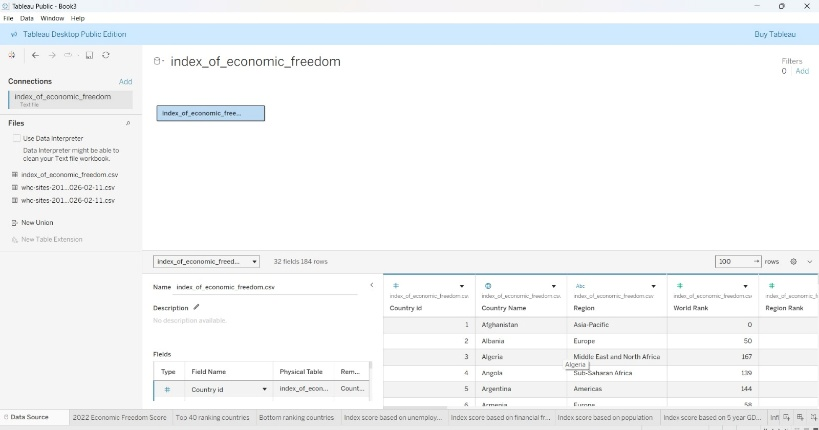 Tableau Public - Book3
File Data Window Help
Tableau Desktop Public Edition Buy Tableau
Connections Add
index_of_economic_freedom
Text file
Files
Use Data Interpreter
Data Interpreter might be able to
clean your Text file workbook.
index_of_economic_freedom.csv
whc-sites-201...026-02-11.csv
whc-sites-201...026-02-11.csv
New Union
New Table Extension
index_of_economic_freedom
Filters
0 Add
index_of_economic_free...
index_of_economic_freed... 32 fields 184 rows 100 rows
Name index_of_economic_freedom.csv
Description
No description available.
Fields
Type Field Name Physical Table Rem...
# Country id index_of_econ... Count...
# Abc # #
index_of_economic_freedom.csv index_of_economic_freedom.csv index_of_economic_freedom.csv index_of_economic_freedom.csv
Country id Country Name Region World Rank Region Rank
1 Afghanistan Asia-Pacific 0
2 Albania Europe 50
3 Algeria Middle East and North Africa 167
Algeria
4 Angola Sub-Saharan Africa 139
5 Argentina Americas 144
6 Armenia Europe 58
Data Source 2022 Economic Freedom Score Top 40 ranking countries Bottom ranking countries Index score based on unemploy... Index score based on financial fr... Index score based on population Index score based on 5 year GD... Infl